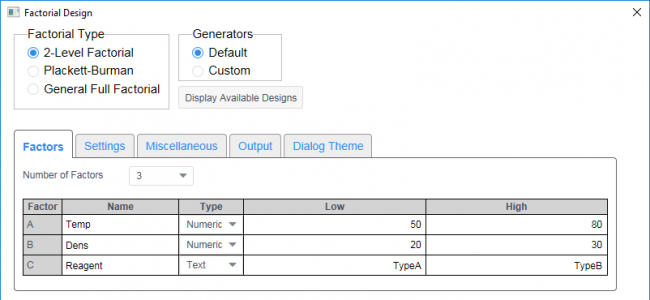 Factorial Design
Factorial Type
Generators
2-Level Factorial
Default
Plackett-Burman
Custom
General Full Factorial
Display Available Designs
Factors Settings Miscellaneous Output Dialog Theme
Number of Factors 3
Factor Name Type Low High
A Temp Numeric 50 80
B Dens Numeric 20 30
C Reagent Text TypeA TypeB